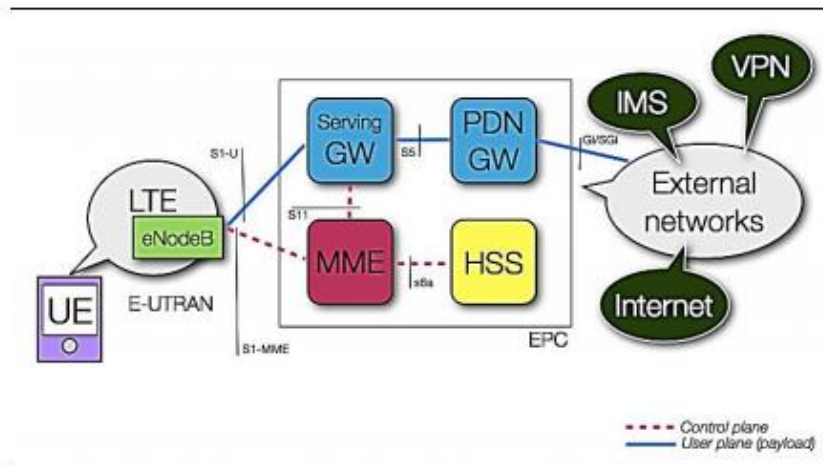 VPN
IMS
Serving
GW
PDN
GW
S1-U
S5
GI/SGI
External
networks
LTE
eNodeB
S11
MME
HSS
s6a
UE
E-UTRAN
Internet
S1-MME
EPC
Control plane
User plane (payload)